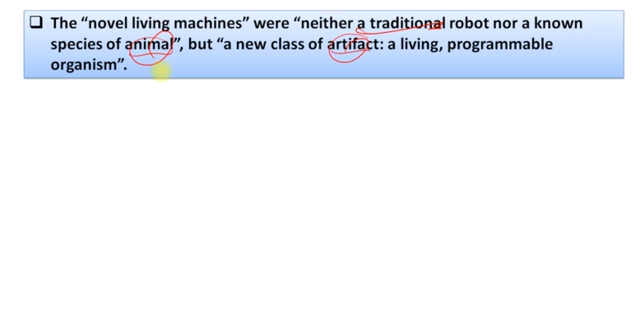 ❑ The “novel living machines” were “neither a traditional robot nor a known
species of animal”, but “a new class of artifact: a living, programmable
organism”.